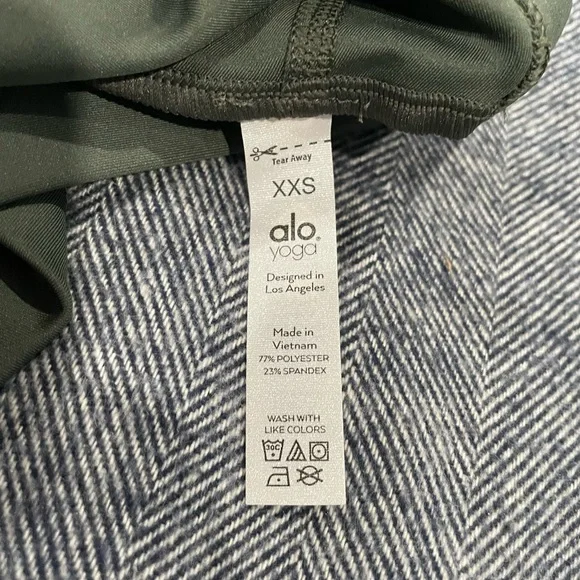 Tear Away
XXS
alo
yoga
Designed in
Los Angeles
Made in
Vietnam
77% POLYESTER
23% SPANDEX
WASH WITH
LIKE COLORS
30C